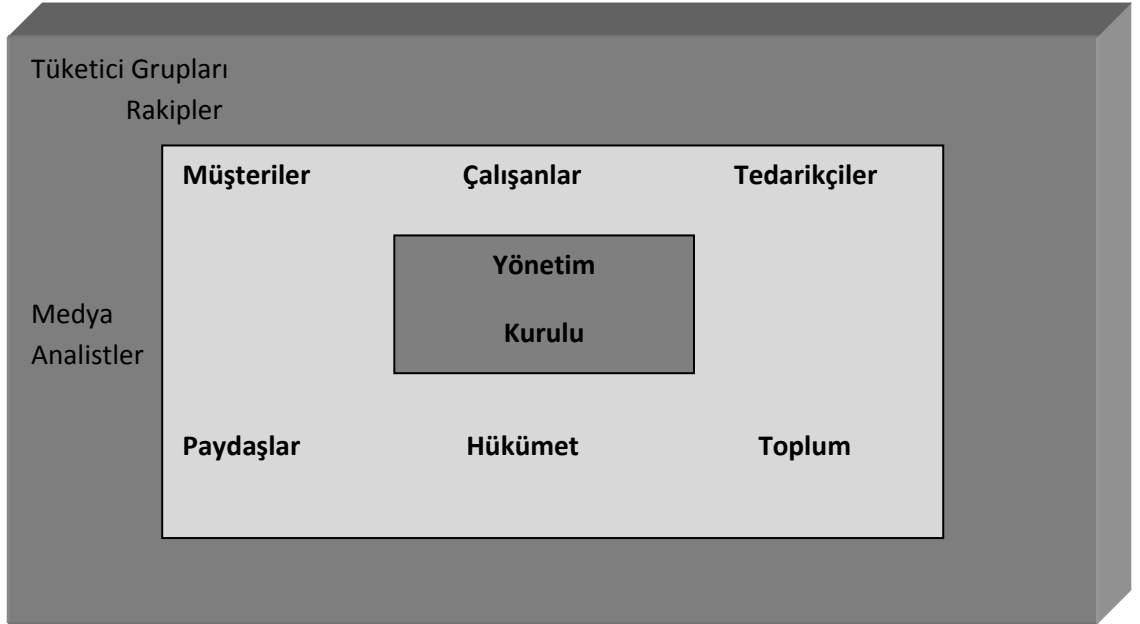 Tüketici Grupları
Rakipler
Müşteriler Çalışanlar Tedarikçiler
Yönetim
Kurulu
Medya
Analistler
Paydaşlar Hükümet Toplum